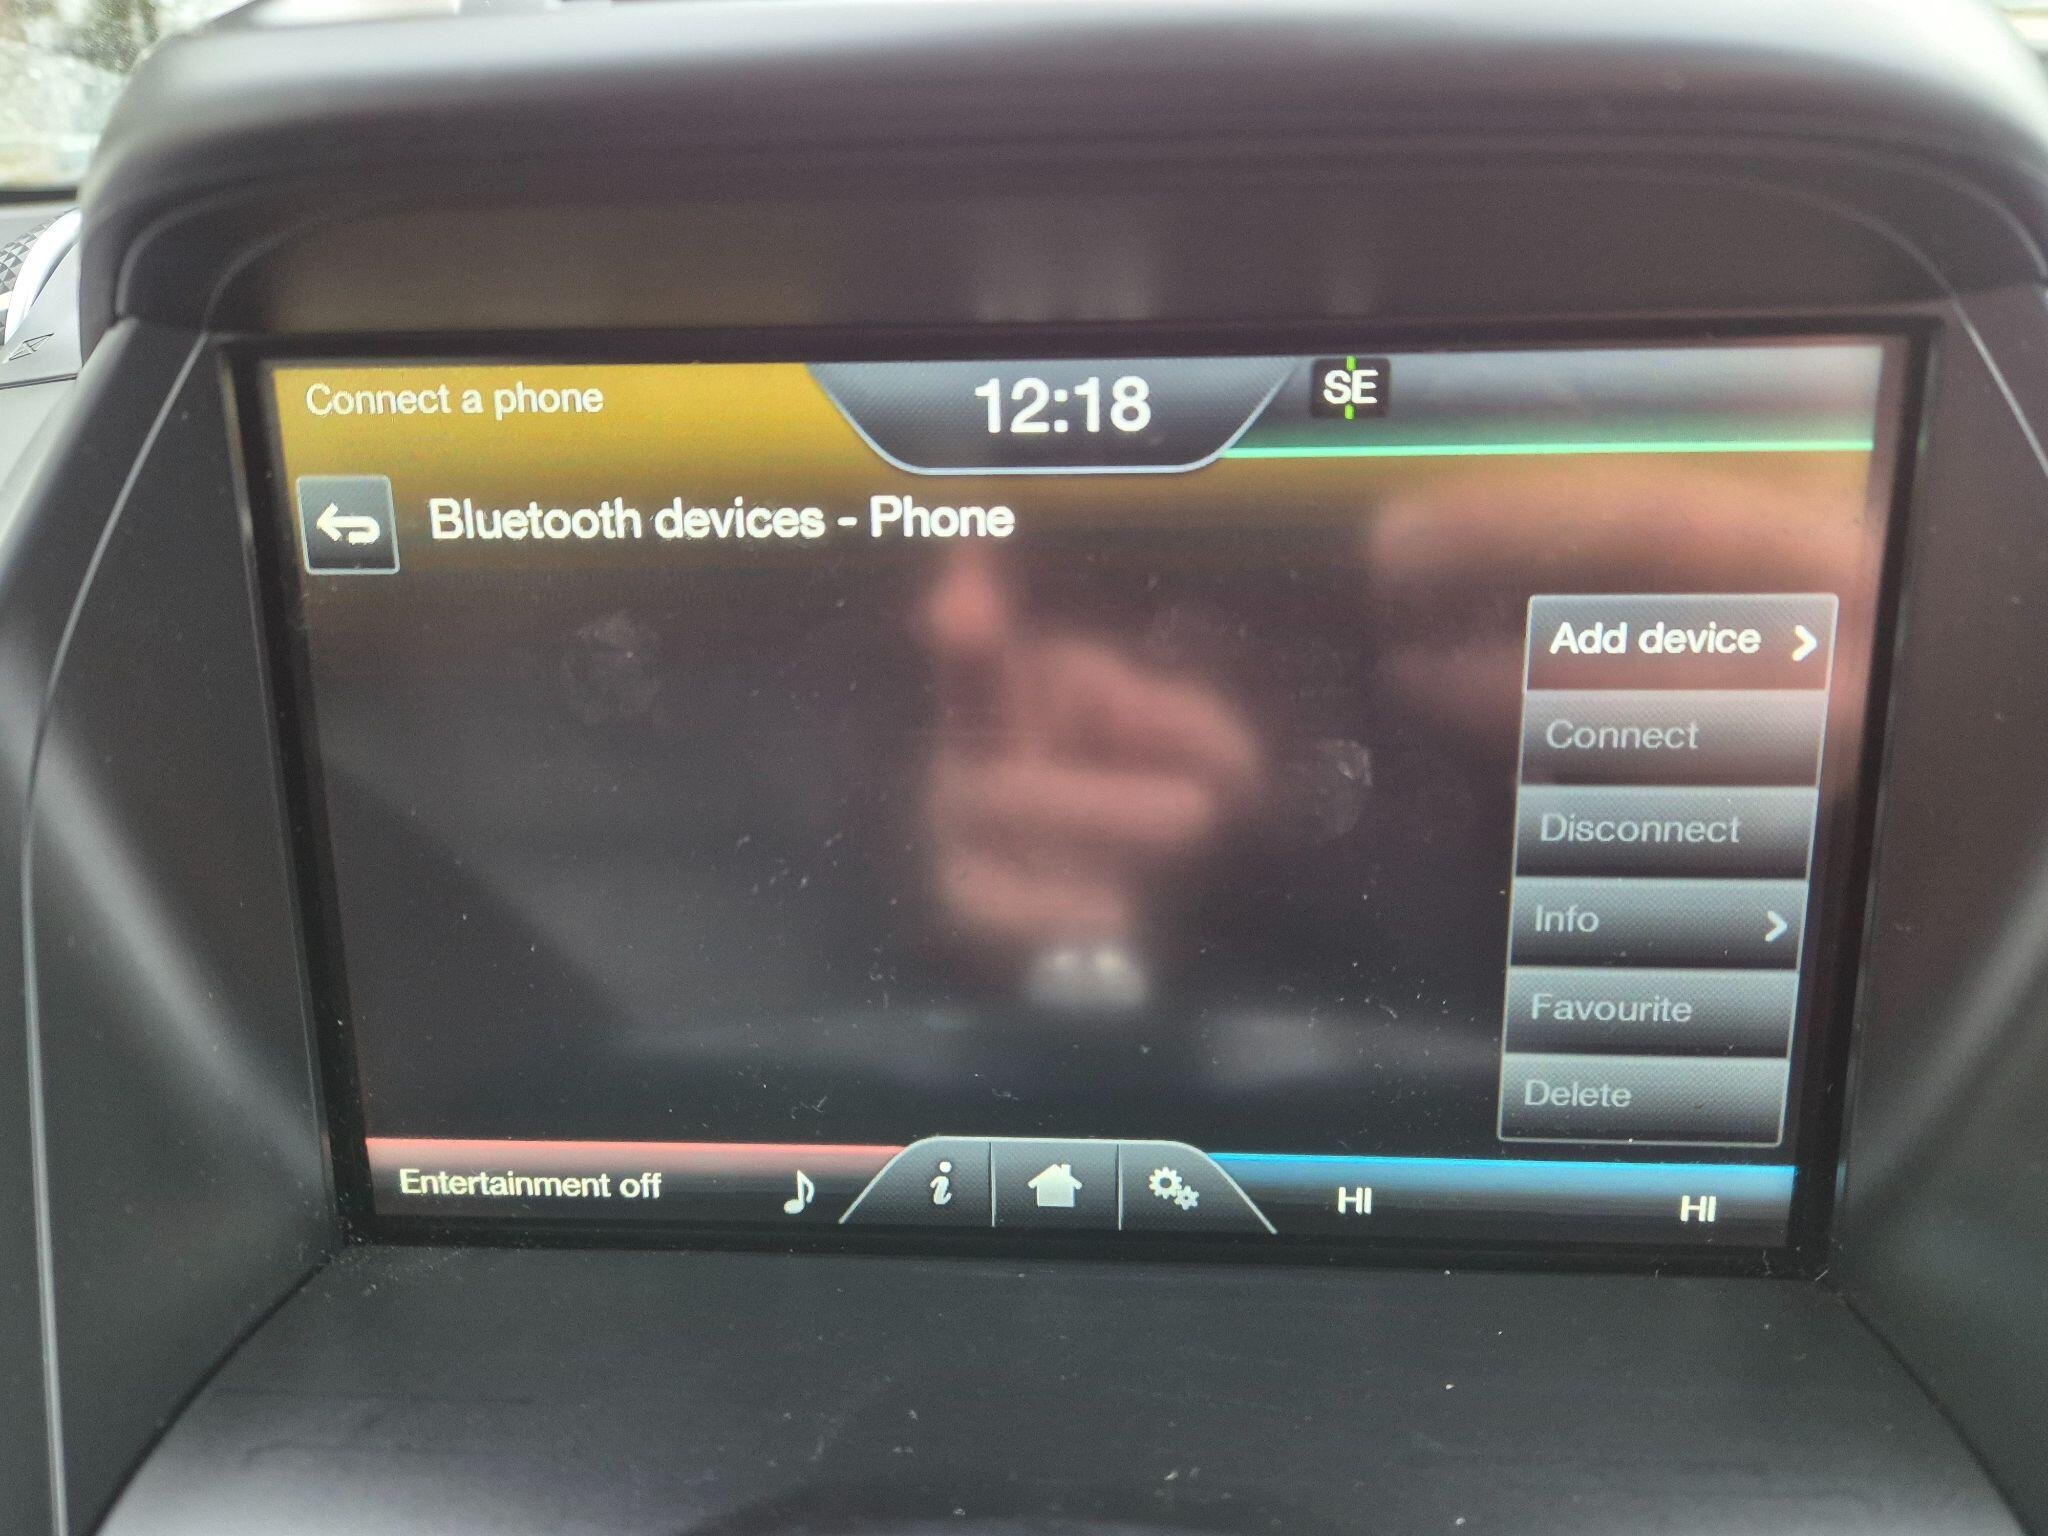 Connect a phone
12:18
SE
Bluetooth devices - Phone
Add device
Connect
Disconnect
Info
Favourite
Delete
Entertainment off
HI
HI